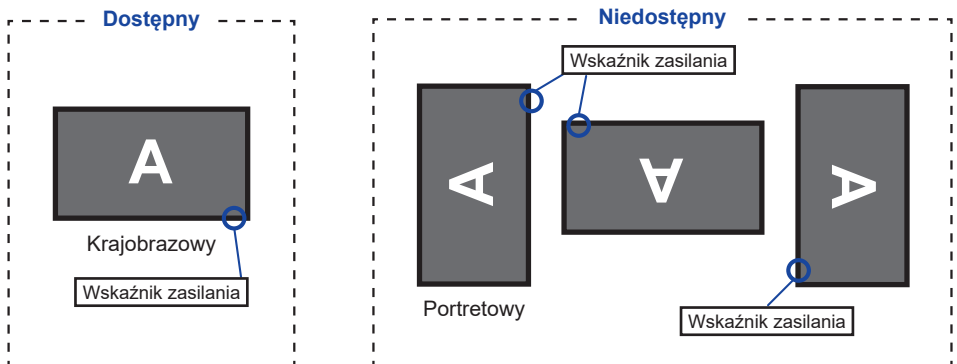 Dostępny
A
Krajobrazowy
Wskaźnik zasilania
Niedostępny
Wskaźnik zasilania
A
A
A
Portretowy
Wskaźnik zasilania